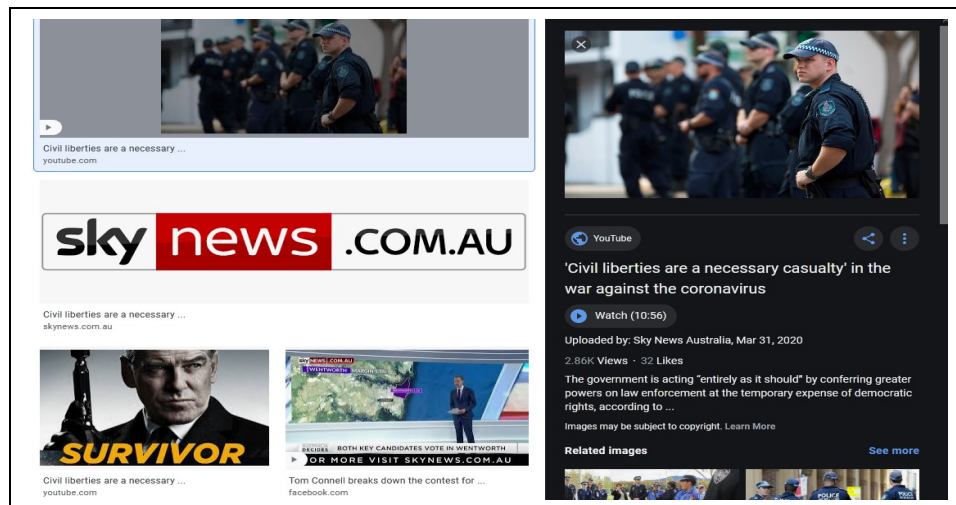 Civil liberties are a necessary ...
youtube.com
sky news .COM.AU
Civil liberties are a necessary ...
skynews.com.au
SURVIVOR
Civil liberties are a necessary ...
youtube.com
sky NEWS .COM.AU
WENTWORTH
DECIDES
BOTH KEY CANDIDATES VOTE IN WENTWORTH
OR MORE VISIT SKYNEWS.COM.AU
Tom Connell breaks down the contest for ...
facebook.com
YouTube
'Civil liberties are a necessary casualty' in the
war against the coronavirus
Watch (10:56)
Uploaded by: Sky News Australia, Mar 31, 2020
2.86K Views · 32 Likes
The government is acting "entirely as it should" by conferring greater
powers on law enforcement at the temporary expense of democratic
rights, according to ...
Images may be subject to copyright. Learn More
Related images See more
POLICE
POLICE